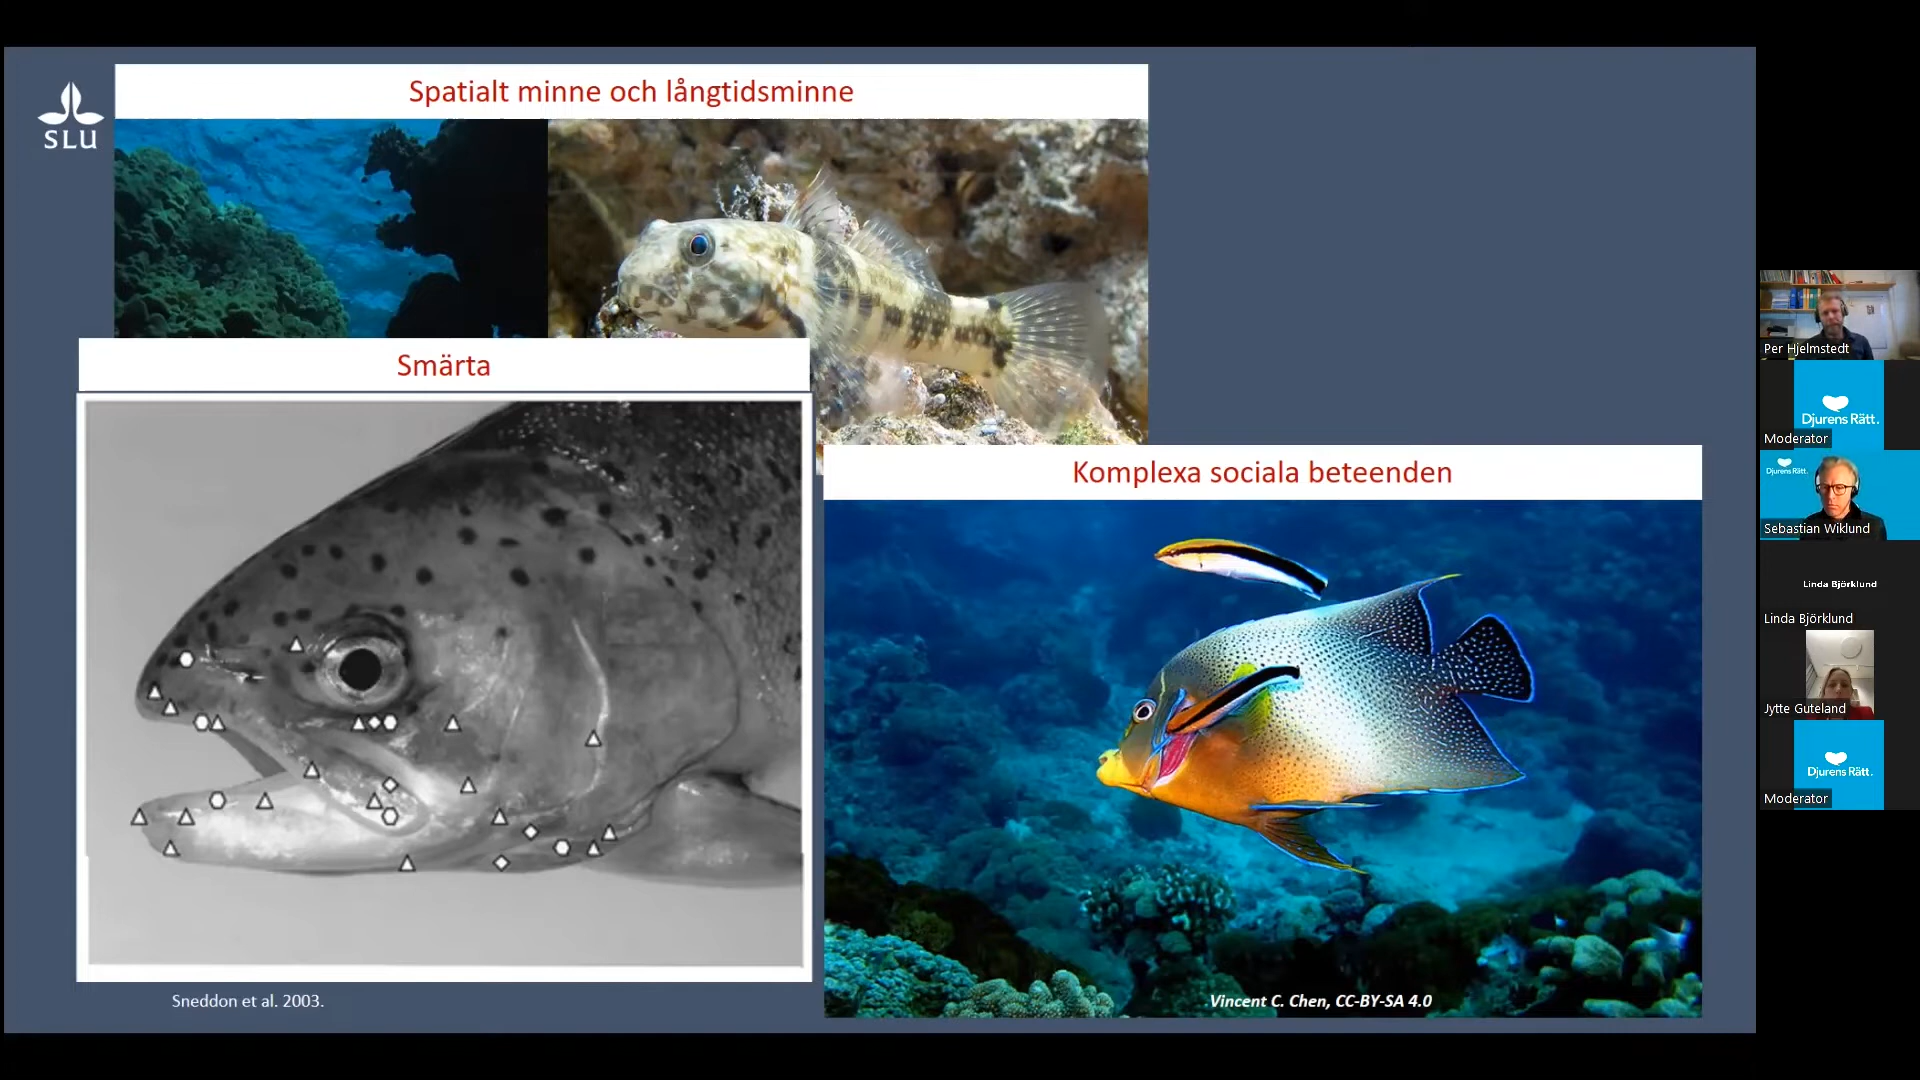 SLU
Spatialt minne och långtidsminne
Smärta
Komplexa sociala beteenden
Sneddon et al. 2003.
Vincent C. Chen, CC-BY-SA 4.0
Per Hjelmstedt
Djurens Rätt.
Moderator
Djurens Rätt.
Sebastian Wiklund
Linda Björklund
Linda Björklund
Jytte Guteland
Djurens Rätt.
Moderator